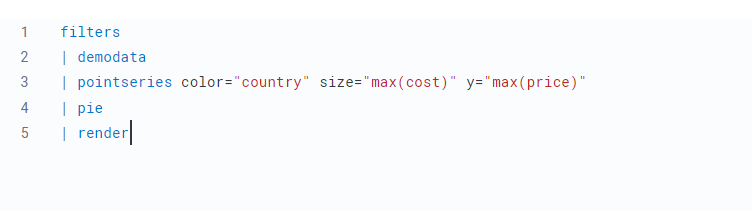 1 filters
2 | demodata
3 | pointseries color="country" size="max(cost)" y="max(price)"
4 | pie
5 | render